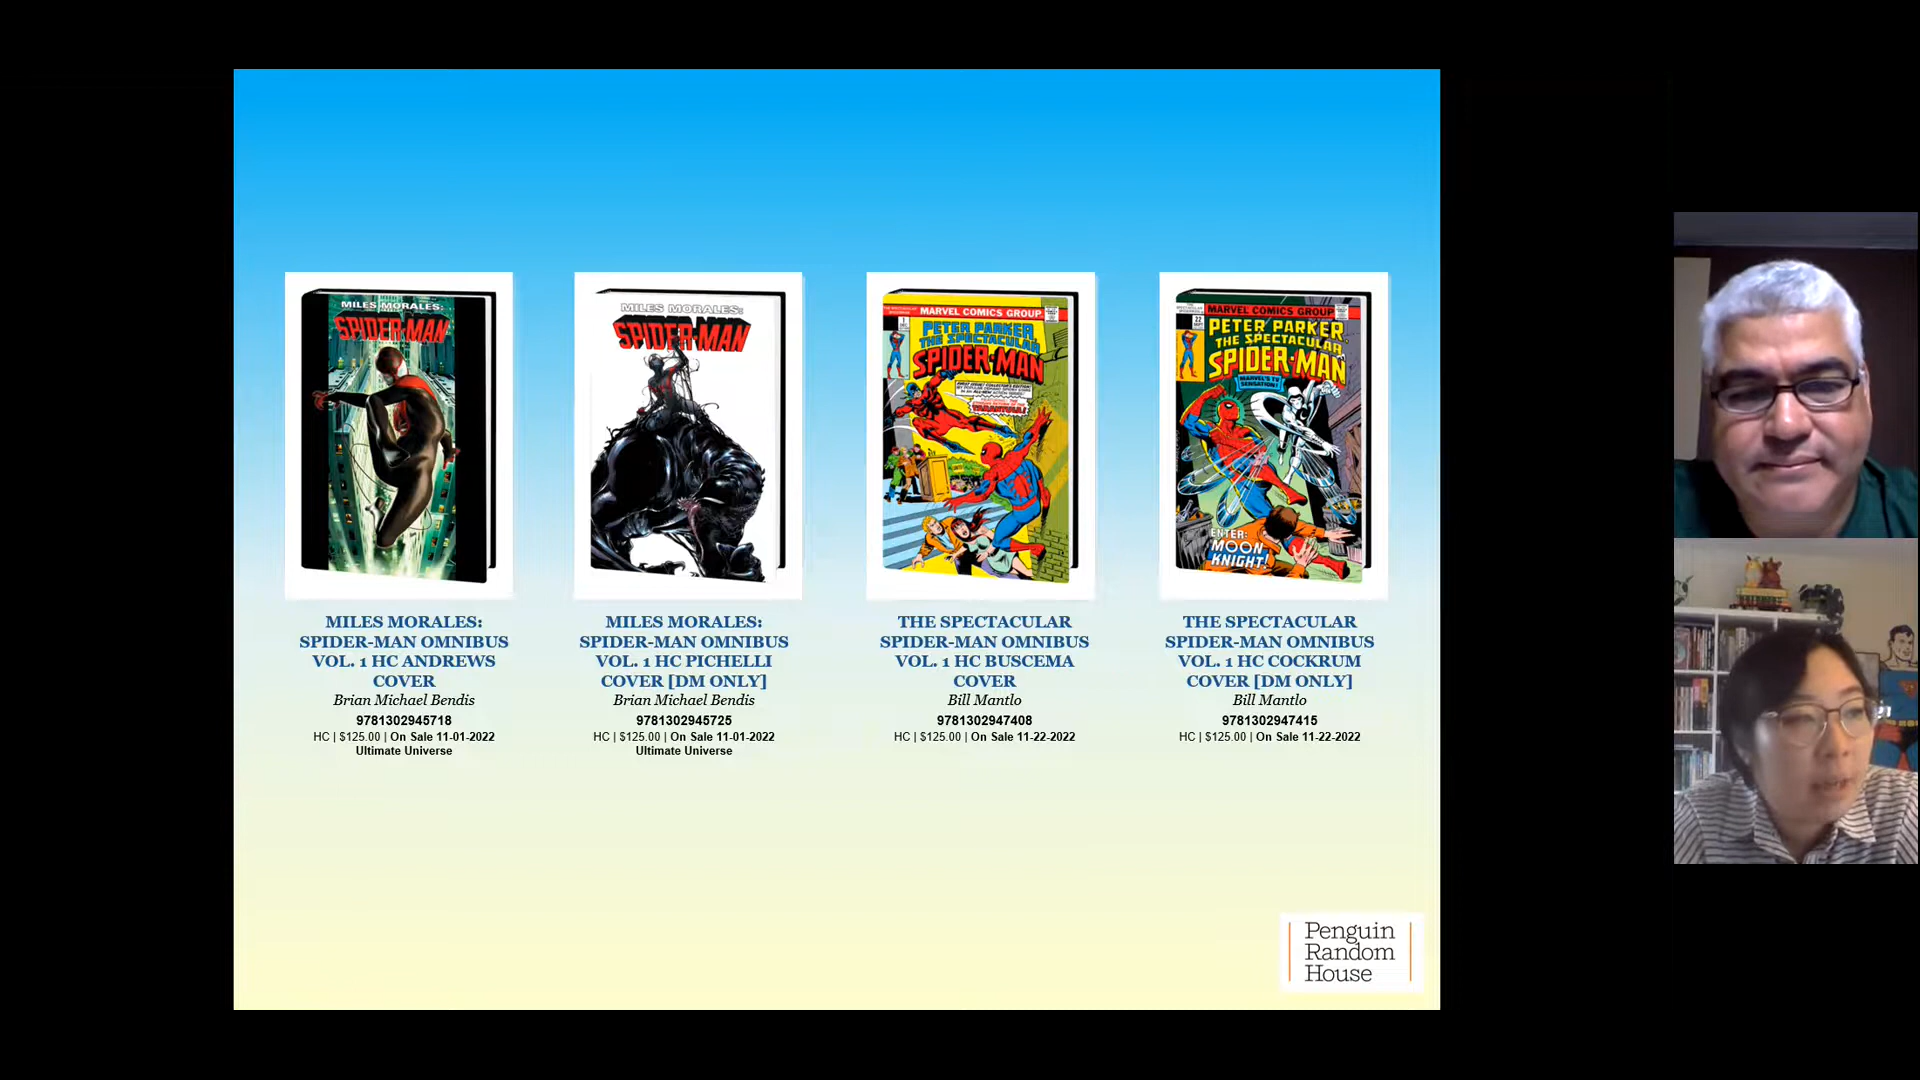 MILES MORALES:
SPIDER-MAN
MILES MORALES:
SPIDER-MAN
MARVEL COMICS GROUP
1
PETER PARKER
THE SPECTACULAR
SPIDER-MAN
TARANTULA!
MARVEL COMICS GROUP
22
PETER PARKER,
THE SPECTACULAR
SPIDER-MAN
MARVEL'S TV
SENSATION!
ENTER:
MOON
KNIGHT!
MILES MORALES:
SPIDER-MAN OMNIBUS
VOL. 1 HC ANDREWS
COVER
Brian Michael Bendis
9781302945718
HC | $125.00 | On Sale 11-01-2022
Ultimate Universe
MILES MORALES:
SPIDER-MAN OMNIBUS
VOL. 1 HC PICHELLI
COVER [DM ONLY]
Brian Michael Bendis
9781302945725
HC | $125.00 | On Sale 11-01-2022
Ultimate Universe
THE SPECTACULAR
SPIDER-MAN OMNIBUS
VOL. 1 HC BUSCEMA
COVER
Bill Mantlo
9781302947408
HC | $125.00 | On Sale 11-22-2022
THE SPECTACULAR
SPIDER-MAN OMNIBUS
VOL. 1 HC COCKRUM
COVER [DM ONLY]
Bill Mantlo
9781302947415
HC | $125.00 | On Sale 11-22-2022
Penguin
Random
House